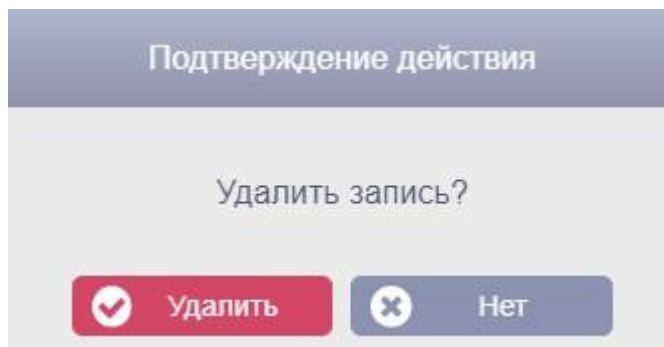 Подтверждение действия
Удалить запись?
Удалить Нет